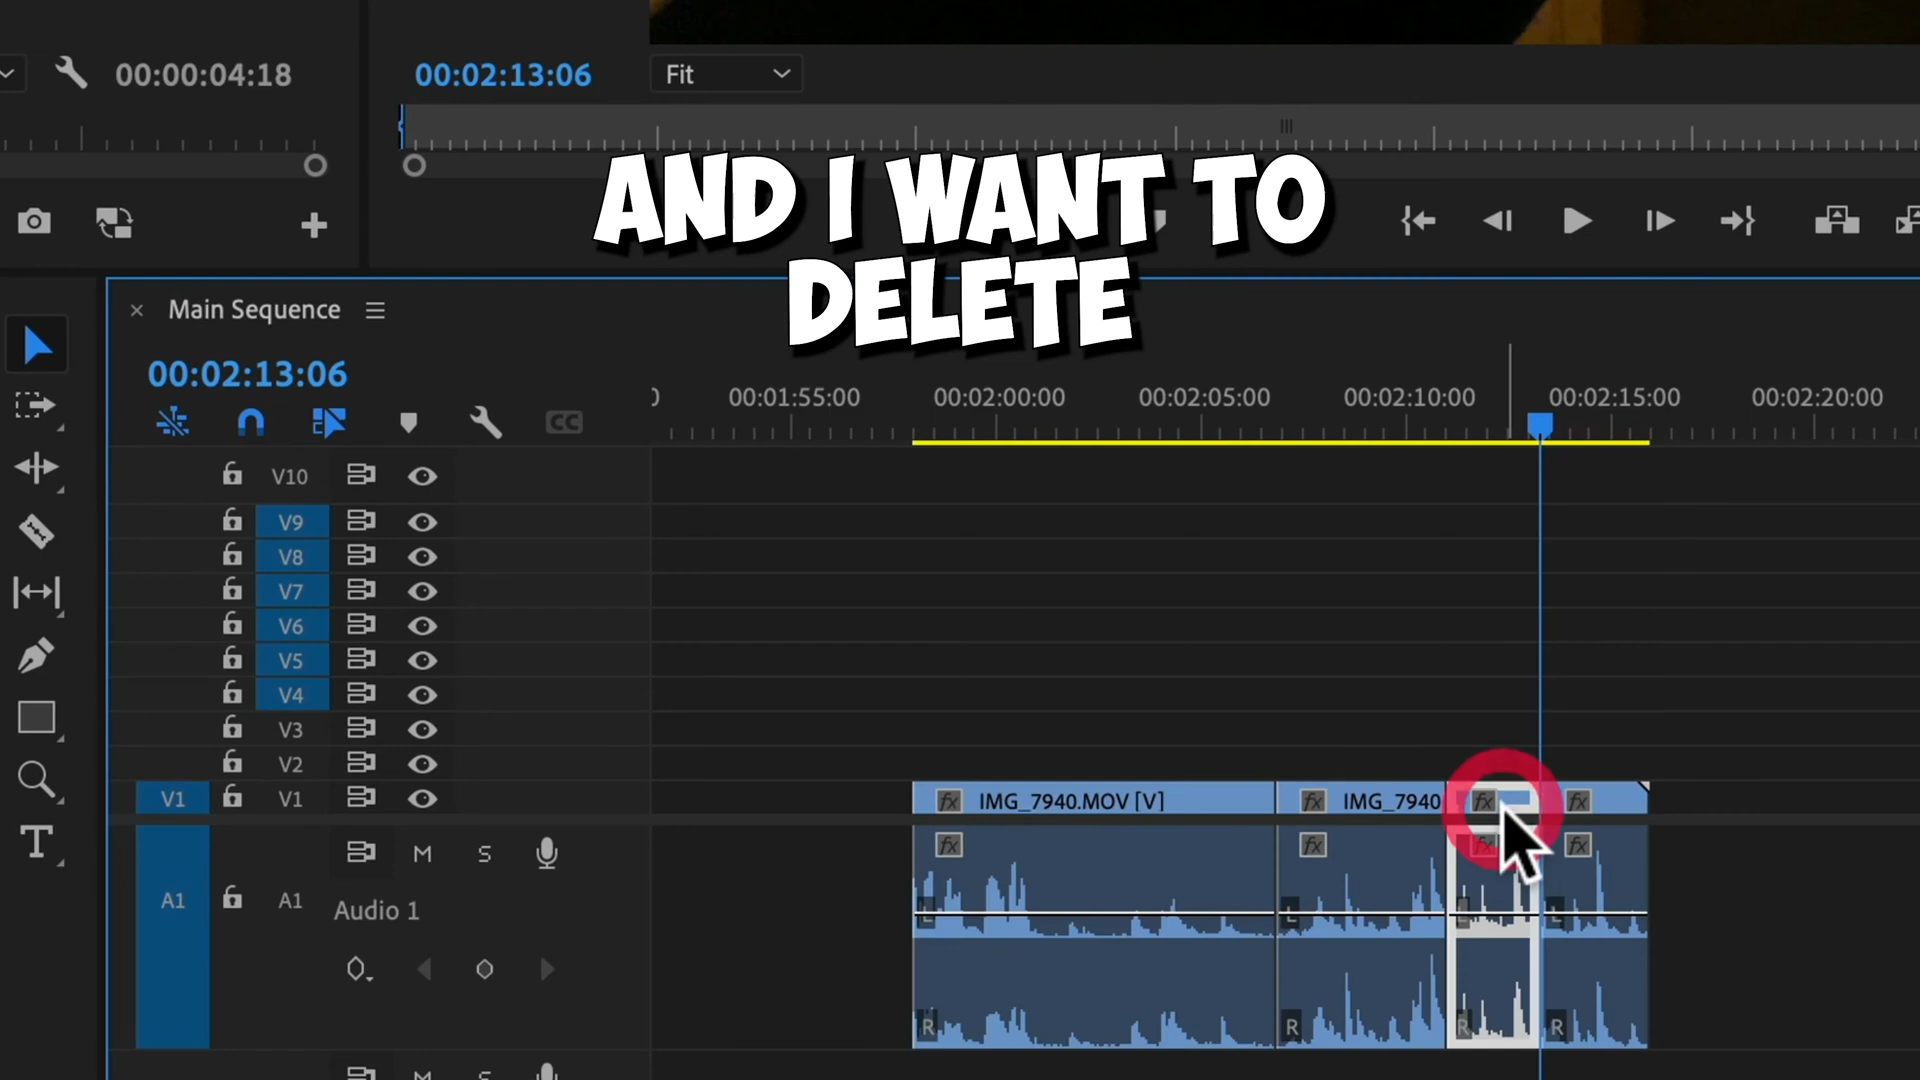 00:00:04:18
00:02:13:06
Fit
AND I WANT TO
DELETE
Main Sequence
00:02:13:06
00:01:55:00
00:02:00:00
00:02:05:00
00:02:10:00
00:02:15:00
00:02:20:00
CC
V10
V9
V8
V7
V6
V5
V4
V3
V2
V1 V1
fx IMG_7940.MOV [V]
fx IMG_7940
fx
fx
M S
fx
fx
fx
fx
A1 A1
Audio 1
L
L
L
L
R
R
R
R